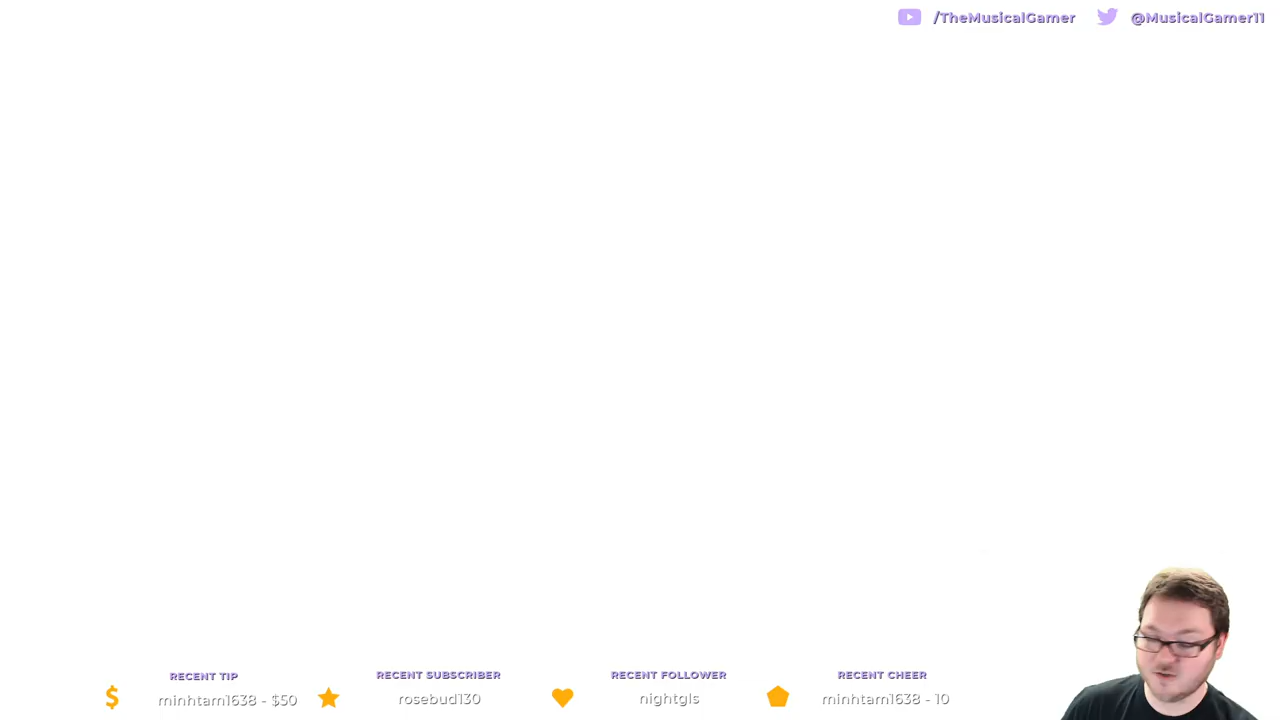 /TheMusicalGamer @MusicalGamer11
RECENT TIP
minhtam1638 - $50
RECENT SUBSCRIBER
rosebud130
RECENT FOLLOWER
nightgls
RECENT CHEER
minhtam1638 - 10